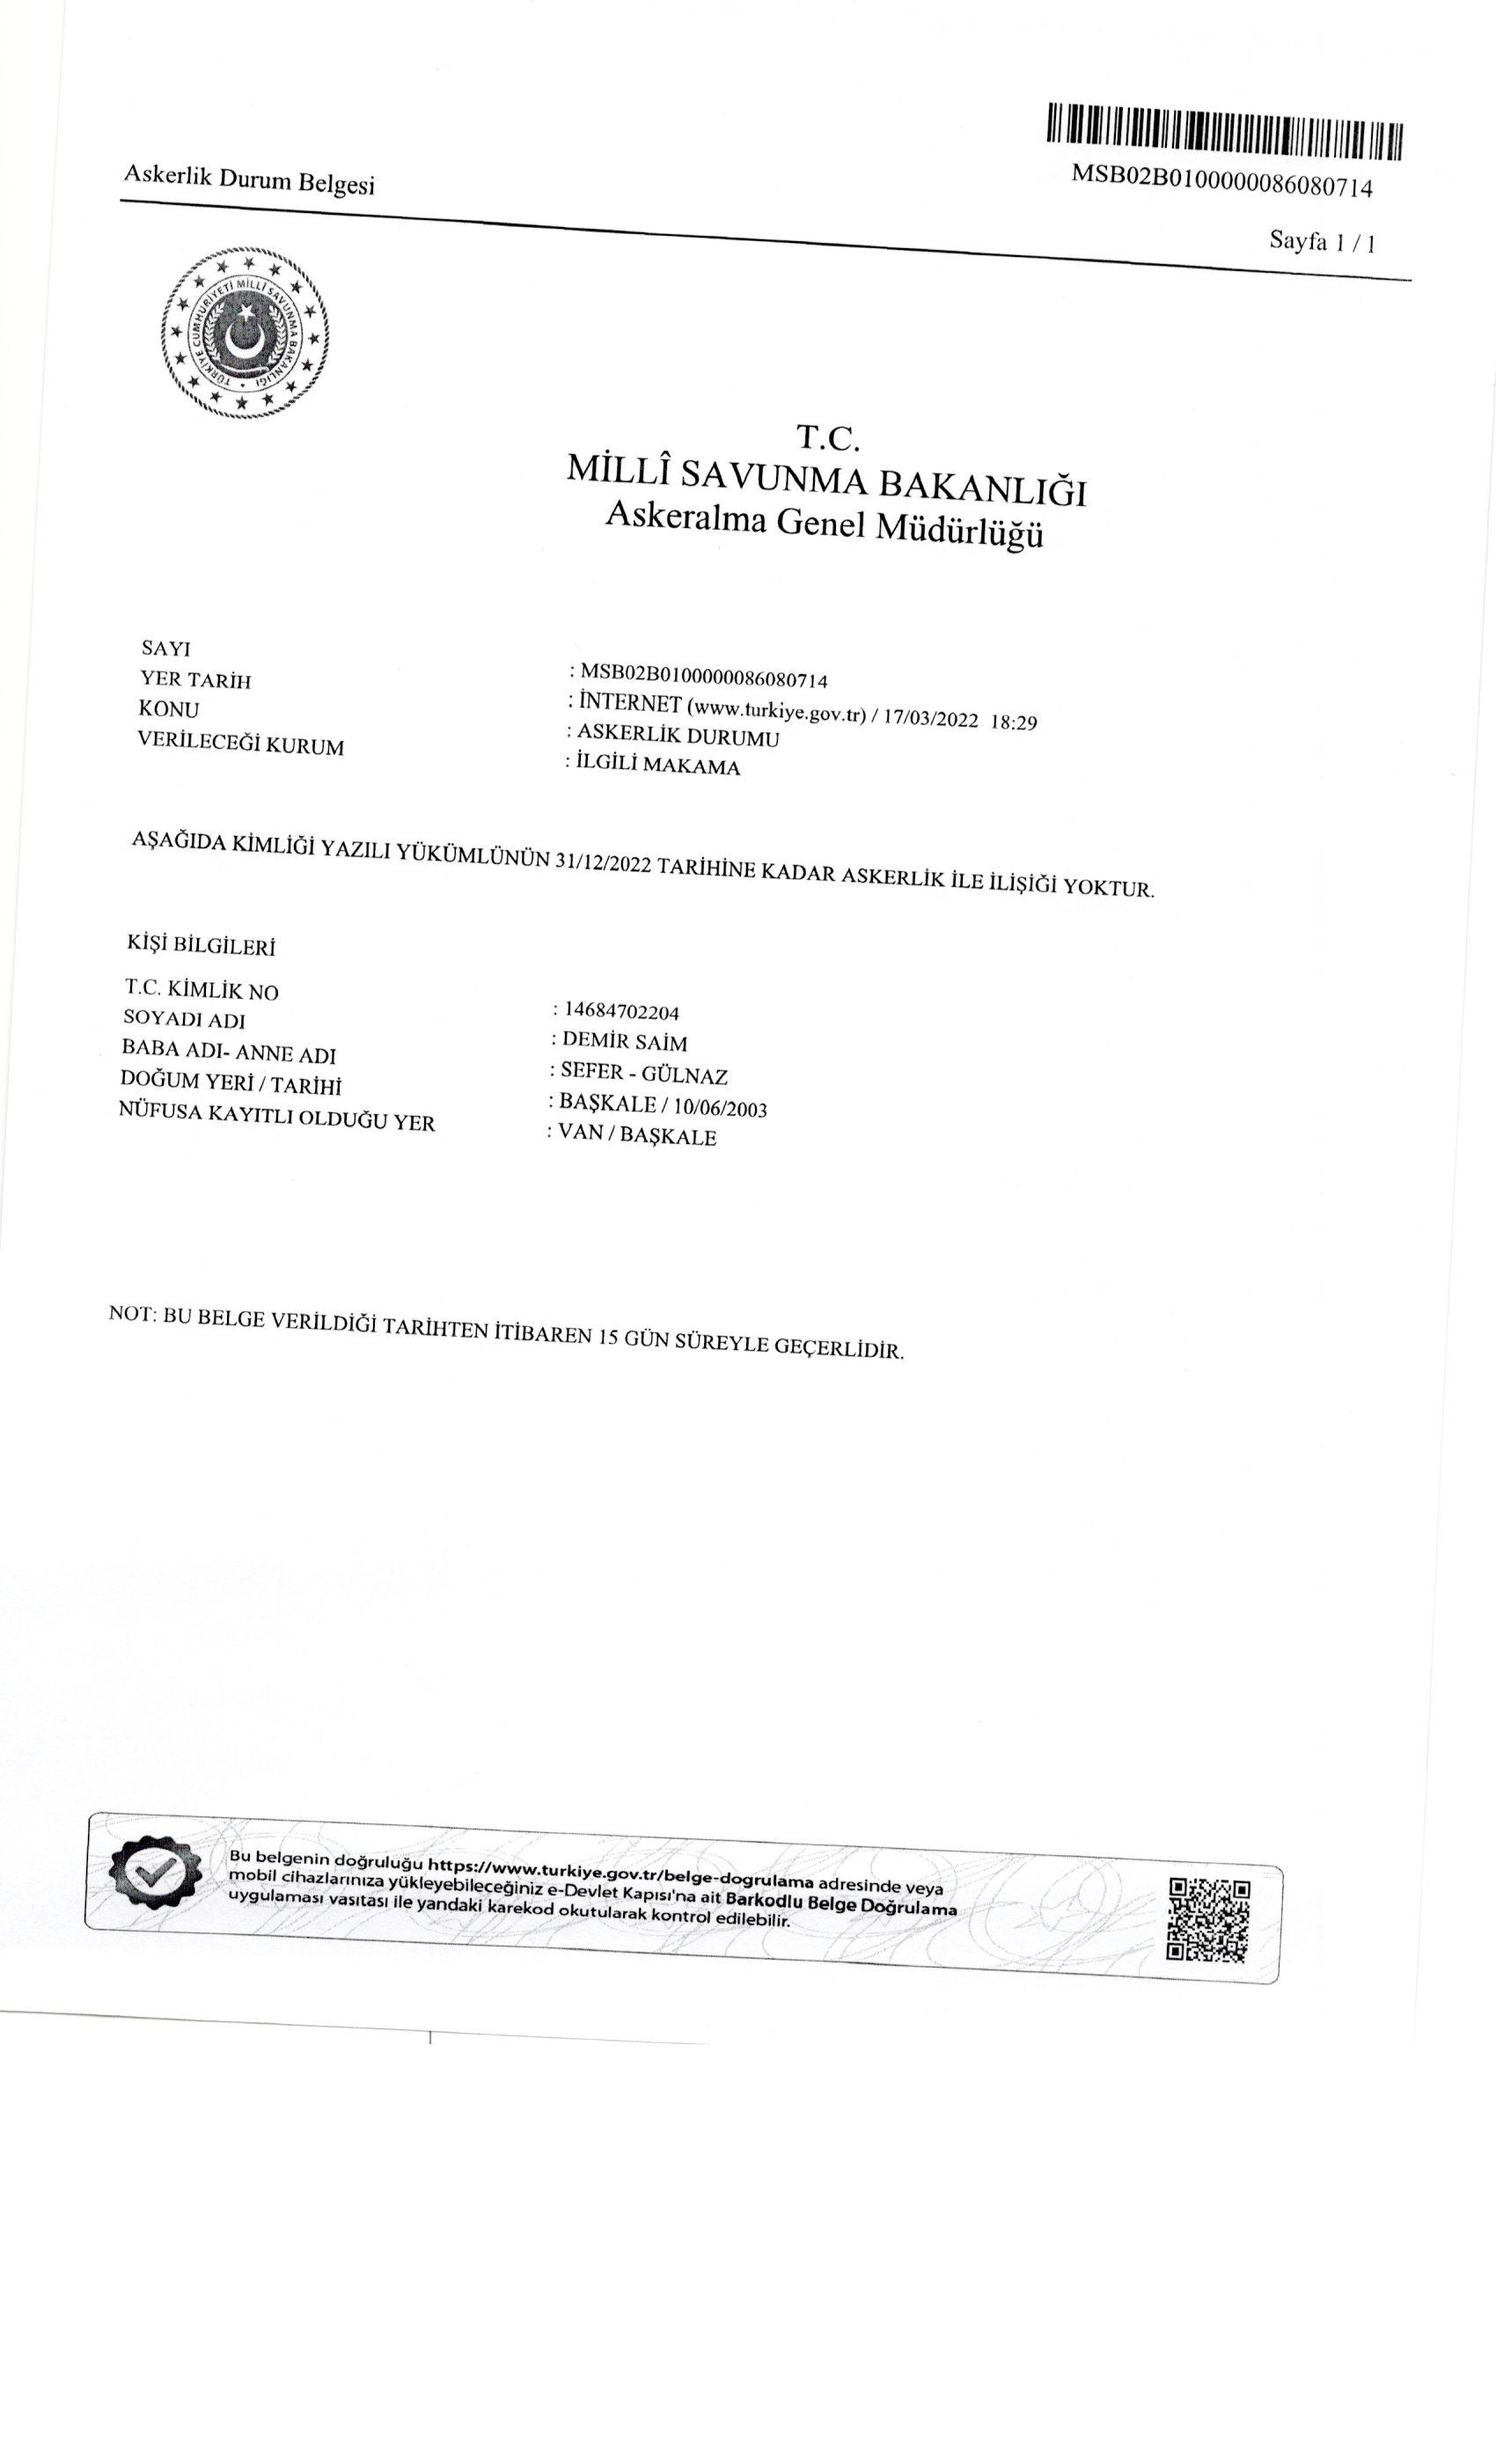 MSB02B0100000086080714
Askerlik Durum Belgesi
Sayfa 1 / 1
TÜRKİYE CUMHURİYETİ MİLLİ SAVUNMA BAKANLIĞI
T.C.
MİLLÎ SAVUNMA BAKANLIĞI
Askeralma Genel Müdürlüğü
SAYI : MSB02B0100000086080714
YER TARİH : İNTERNET (www.turkiye.gov.tr) / 17/03/2022 18:29
KONU : ASKERLİK DURUMU
VERİLECEĞİ KURUM : İLGİLİ MAKAMA
AŞAĞIDA KİMLİĞİ YAZILI YÜKÜMLÜNÜN 31/12/2022 TARİHİNE KADAR ASKERLİK İLE İLİŞİĞİ YOKTUR.
KİŞİ BİLGİLERİ
T.C. KİMLİK NO : 14684702204
SOYADI ADI : DEMİR SAİM
BABA ADI- ANNE ADI : SEFER - GÜLNAZ
DOĞUM YERİ / TARİHİ : BAŞKALE / 10/06/2003
NÜFUSA KAYITLI OLDUĞU YER : VAN / BAŞKALE
NOT: BU BELGE VERİLDİĞİ TARİHTEN İTİBAREN 15 GÜN SÜREYLE GEÇERLİDİR.
Bu belgenin doğruluğu https://www.turkiye.gov.tr/belge-dogrulama adresinde veya
mobil cihazlarınıza yükleyebileceğiniz e-Devlet Kapısı'na ait Barkodlu Belge Doğrulama
uygulaması vasıtası ile yandaki karekod okutularak kontrol edilebilir.